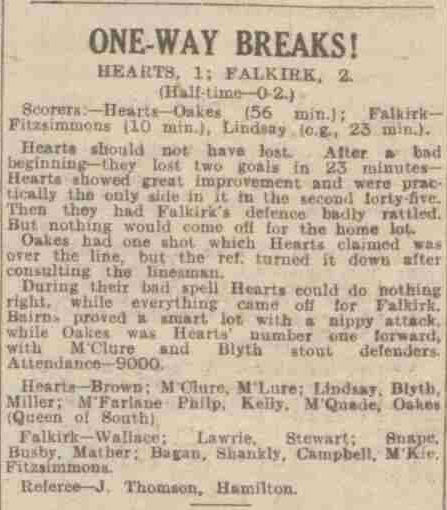 ONE-WAY BREAKS!
HEARTS, 1; FALKIRK, 2.
(Half-time—0-2.)
Scorers:—Hearts—Oakes (56 min.); Falkirk—
Fitzsimmons (10 min.), Lindsay (o.g., 23 min.).
Hearts should not have lost. After a bad
beginning—they lost two goals in 23 minutes—
Hearts showed great improvement and were prac-
tically the only side in it in the second forty-five.
Then they had Falkirk's defence badly rattled.
But nothing would come off for the home lot.
Oakes had one shot which Hearts claimed was
over the line, but the ref. turned it down after
consulting the linesman.
During their bad spell Hearts could do nothing
right, while everything came off for Falkirk.
Bairns proved a smart lot with a nippy attack,
while Oakes was Hearts' number one forward,
with M'Clure and Blyth stout defenders.
Attendance—9000.
Hearts—Brown; M'Clure, M'Lure; Lindsay, Blyth,
Miller; M'Farlane Philp, Kelly, M'Quade, Oakes
(Queen of South).
Falkirk—Wallace; Lawrie, Stewart; Snape,
Busby, Mather; Bagan, Shankly, Campbell, M'Kie,
Fitzsimmons.
Referee—J. Thomson, Hamilton.